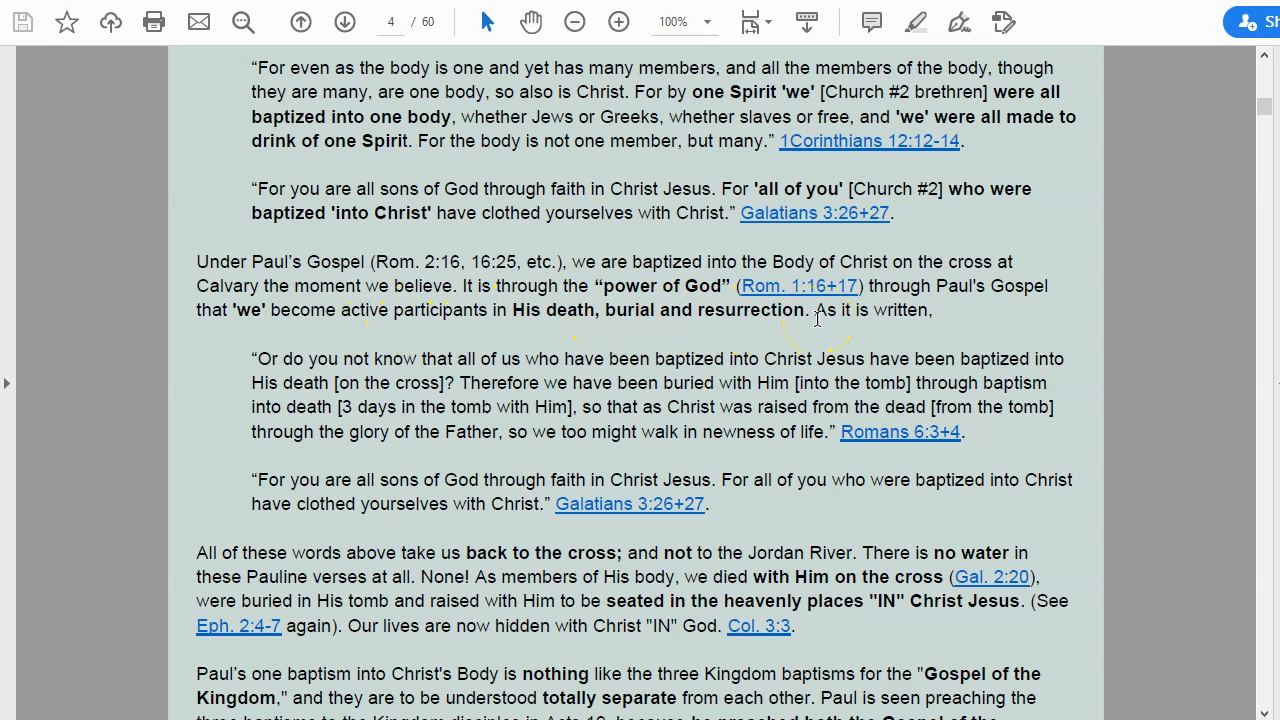 4 / 60
100%
Sh
“For even as the body is one and yet has many members, and all the members of the body, though
they are many, are one body, so also is Christ. For by one Spirit 'we' [Church #2 brethren] were all
baptized into one body, whether Jews or Greeks, whether slaves or free, and 'we' were all made to
drink of one Spirit. For the body is not one member, but many.” 1Corinthians 12:12-14.
“For you are all sons of God through faith in Christ Jesus. For 'all of you' [Church #2] who were
baptized 'into Christ' have clothed yourselves with Christ.” Galatians 3:26+27.
Under Paul’s Gospel (Rom. 2:16, 16:25, etc.), we are baptized into the Body of Christ on the cross at
Calvary the moment we believe. It is through the “power of God” (Rom. 1:16+17) through Paul's Gospel
that 'we' become active participants in His death, burial and resurrection. As it is written,
“Or do you not know that all of us who have been baptized into Christ Jesus have been baptized into
His death [on the cross]? Therefore we have been buried with Him [into the tomb] through baptism
into death [3 days in the tomb with Him], so that as Christ was raised from the dead [from the tomb]
through the glory of the Father, so we too might walk in newness of life.” Romans 6:3+4.
“For you are all sons of God through faith in Christ Jesus. For all of you who were baptized into Christ
have clothed yourselves with Christ.” Galatians 3:26+27.
All of these words above take us back to the cross; and not to the Jordan River. There is no water in
these Pauline verses at all. None! As members of His body, we died with Him on the cross (Gal. 2:20),
were buried in His tomb and raised with Him to be seated in the heavenly places "IN" Christ Jesus. (See
Eph. 2:4-7 again). Our lives are now hidden with Christ "IN" God. Col. 3:3.
Paul’s one baptism into Christ's Body is nothing like the three Kingdom baptisms for the "Gospel of the
Kingdom," and they are to be understood totally separate from each other. Paul is seen preaching the
three baptisms to the Kingdom disciples in Acts 19, because he preached both the Gospel of the